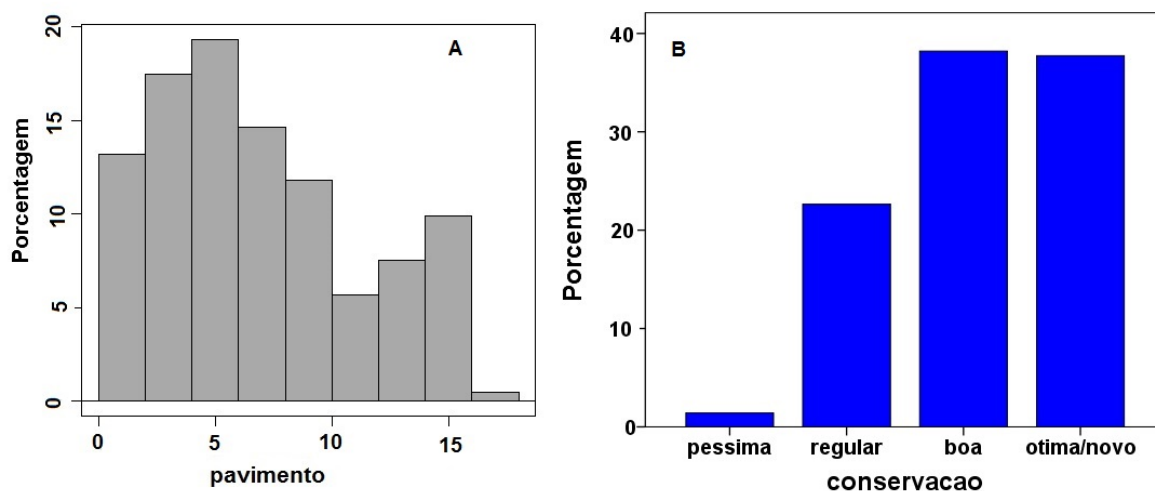 A
Porcentagem
20
15
10
5
0
0 5 10 15
pavimento
B
Porcentagem
40
30
20
10
0
pessima regular boa otima/novo
conservacao